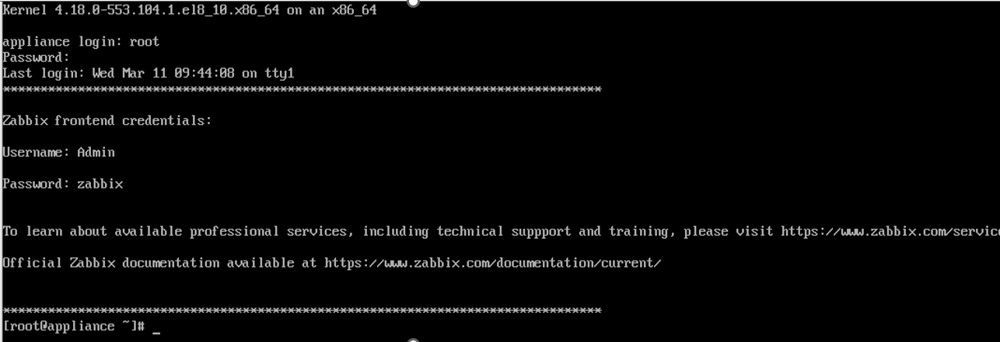 Kernel 4.18.0-553.104.1.el8_10.x86_64 on an x86_64
appliance login: root
Password:
Last login: Wed Mar 11 09:44:08 on tty1
********************************************************************************
Zabbix frontend credentials:
Username: Admin
Password: zabbix
To learn about available professional services, including technical suppport and training, please visit https://www.zabbix.com/servic
Official Zabbix documentation available at https://www.zabbix.com/documentation/current/
********************************************************************************
[root@appliance ~]# _